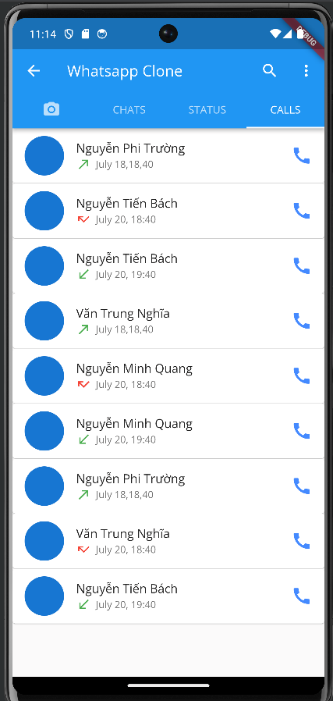 11:14
DEBUG
Whatsapp Clone
CHATS STATUS CALLS
Nguyễn Phi Trường
July 18,18,40
Nguyễn Tiến Bách
July 20, 18:40
Nguyễn Tiến Bách
July 20, 19:40
Văn Trung Nghĩa
July 18,18,40
Nguyễn Minh Quang
July 20, 18:40
Nguyễn Minh Quang
July 20, 19:40
Nguyễn Phi Trường
July 18,18,40
Văn Trung Nghĩa
July 20, 18:40
Nguyễn Tiến Bách
July 20, 19:40